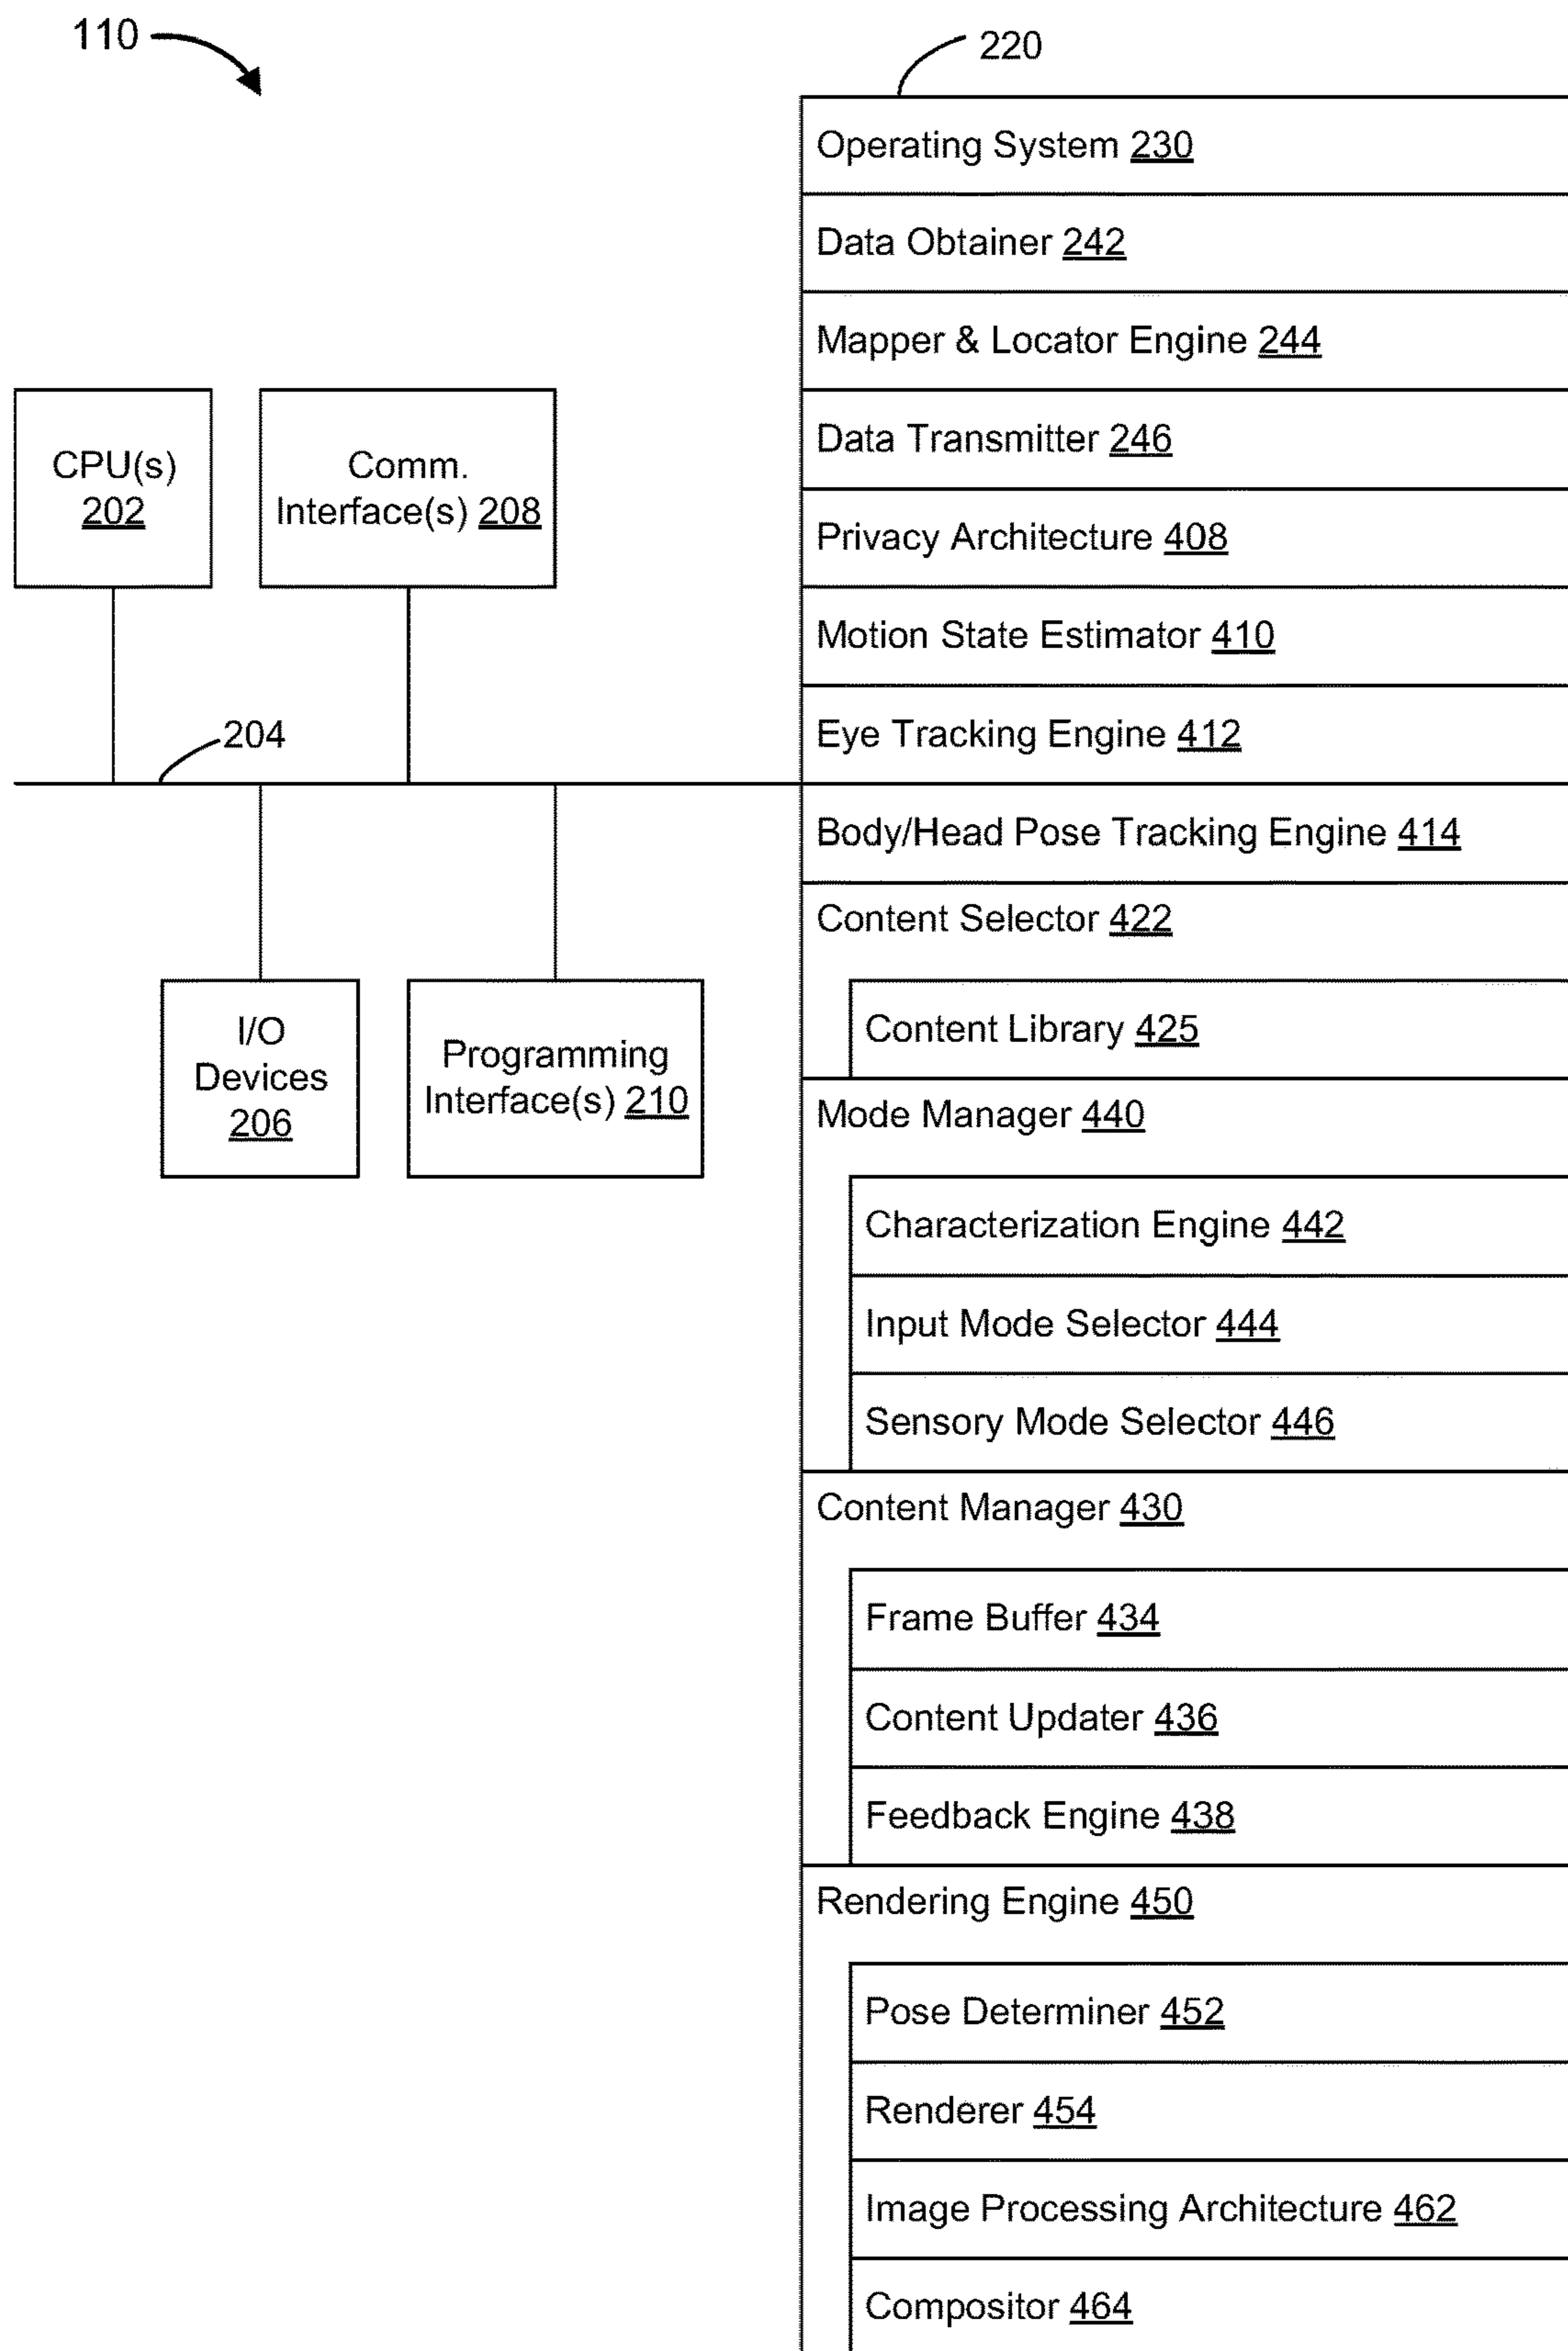 110
220
Operating System 230
Data Obtainer 242
Mapper & Locator Engine 244
Data Transmitter 246
Privacy Architecture 408
Motion State Estimator 410
Eye Tracking Engine 412
Body/Head Pose Tracking Engine 414
Content Selector 422
Content Library 425
Mode Manager 440
Characterization Engine 442
Input Mode Selector 444
Sensory Mode Selector 446
Content Manager 430
Frame Buffer 434
Content Updater 436
Feedback Engine 438
Rendering Engine 450
Pose Determiner 452
Renderer 454
Image Processing Architecture 462
Compositor 464
CPU(s)
202
Comm.
Interface(s) 208
204
I/O
Devices
206
Programming
Interface(s) 210